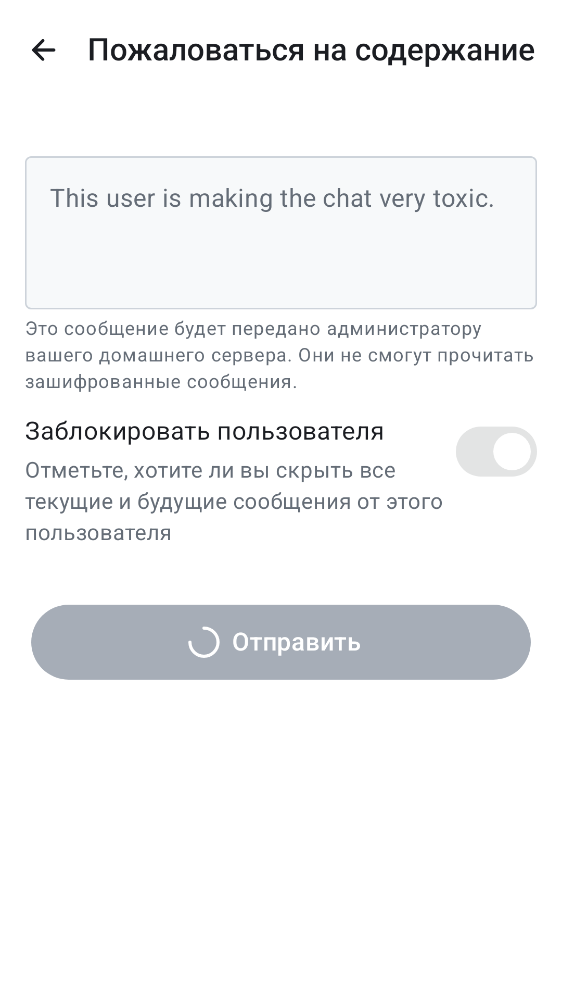 Пожаловаться на содержание
This user is making the chat very toxic.
Это сообщение будет передано администратору
вашего домашнего сервера. Они не смогут прочитать
зашифрованные сообщения.
Заблокировать пользователя
Отметьте, хотите ли вы скрыть все
текущие и будущие сообщения от этого
пользователя
Отправить